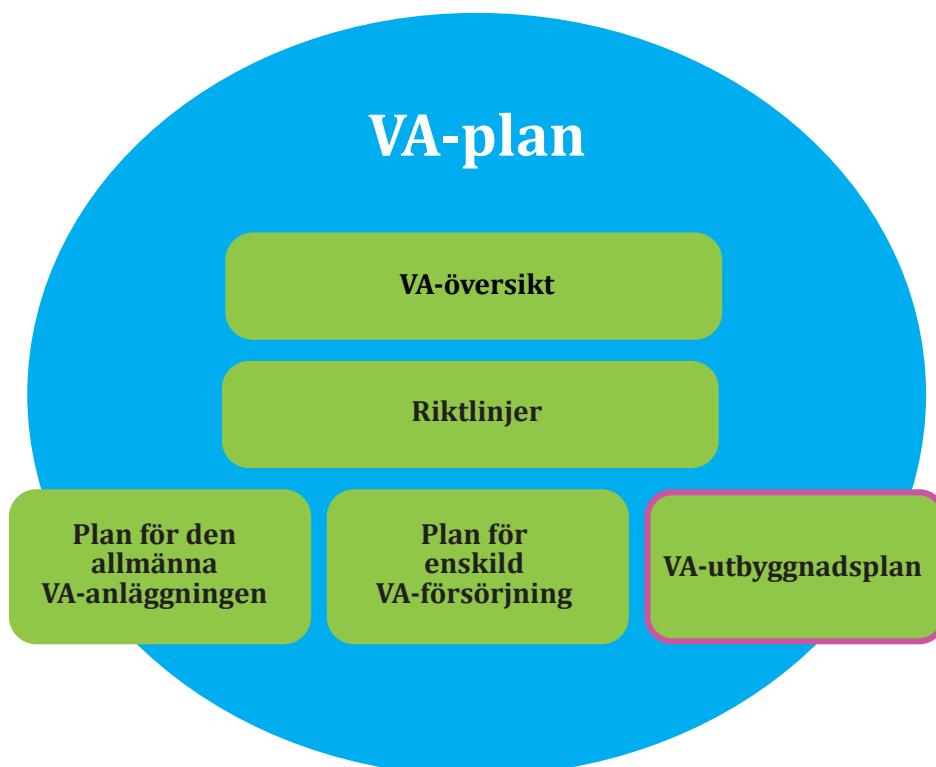 VA-plan
VA-översikt
Riktlinjer
Plan för den
allmänna
VA-anläggningen
Plan för
enskild
VA-försörjning
VA-utbyggnadsplan